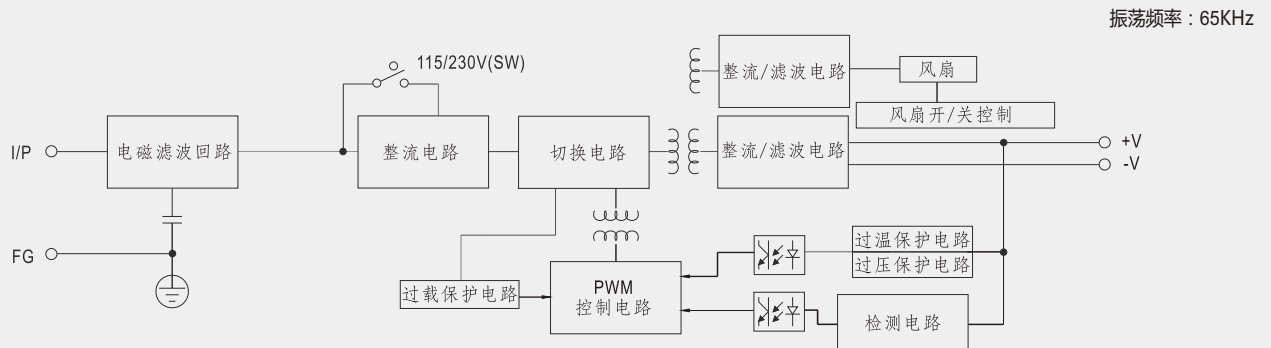 振荡频率：65KHz
115/230V(SW)
整流/滤波电路
风扇
风扇开/关控制
I/P
电磁滤波回路
整流电路
切换电路
整流/滤波电路
+V
-V
FG
过温保护电路
过压保护电路
过载保护电路
PWM
控制电路
检测电路